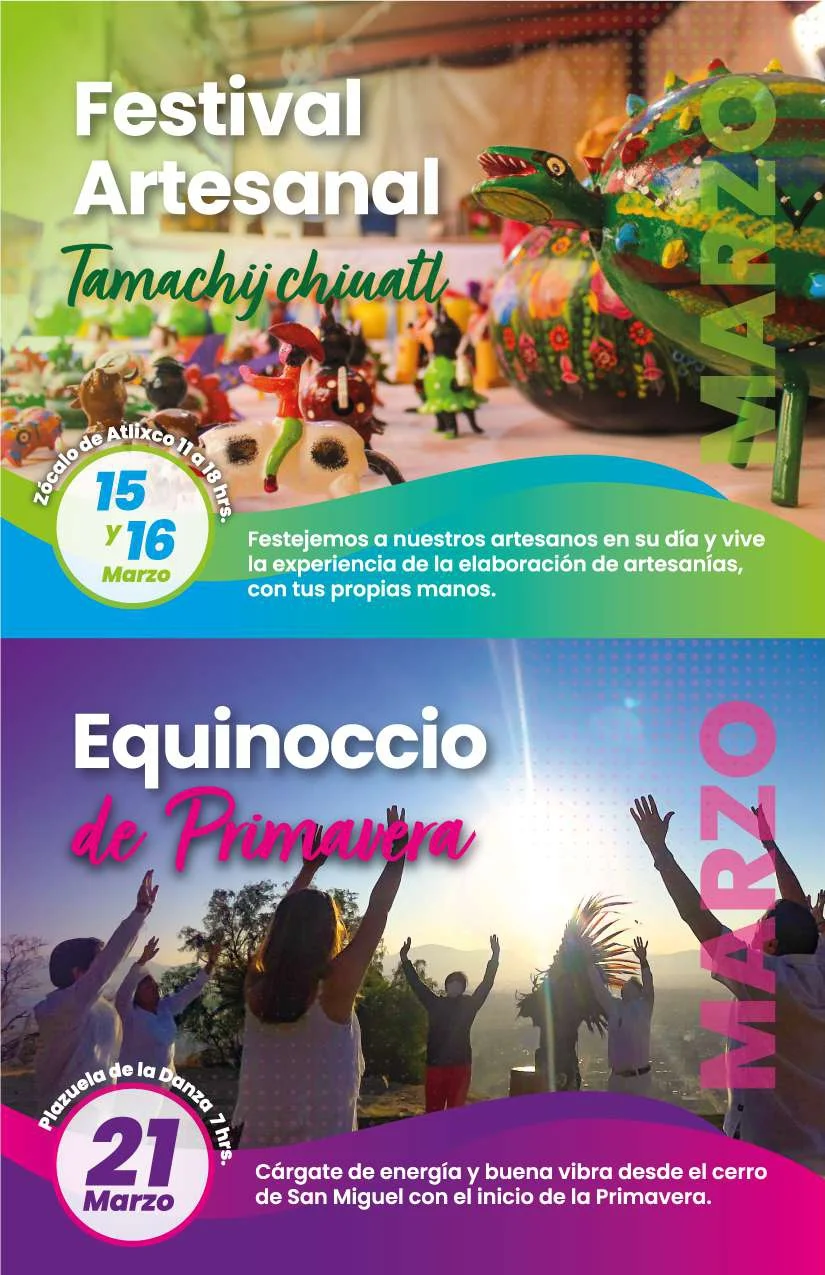 Festival
Artesanal
Tamachij chiuatl
MARZO
Zócalo de Atlixco 11 a 18 hrs.
15
y 16
Marzo
Festejemos a nuestros artesanos en su día y vive
la experiencia de la elaboración de artesanías,
con tus propias manos.
Equinoccio
de Primavera
MARZO
Plazuela de la Danza 7 hrs.
21
Marzo
Cárgate de energía y buena vibra desde el cerro
de San Miguel con el inicio de la Primavera.